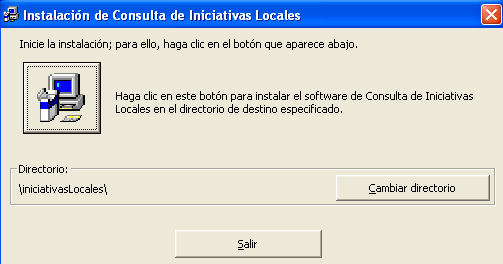 Instalación de Consulta de Iniciativas Locales
Inicie la instalación; para ello, haga clic en el botón que aparece abajo.
Haga clic en este botón para instalar el software de Consulta de Iniciativas
Locales en el directorio de destino especificado.
Directorio:
\iniciativasLocales\
Cambiar directorio
Salir